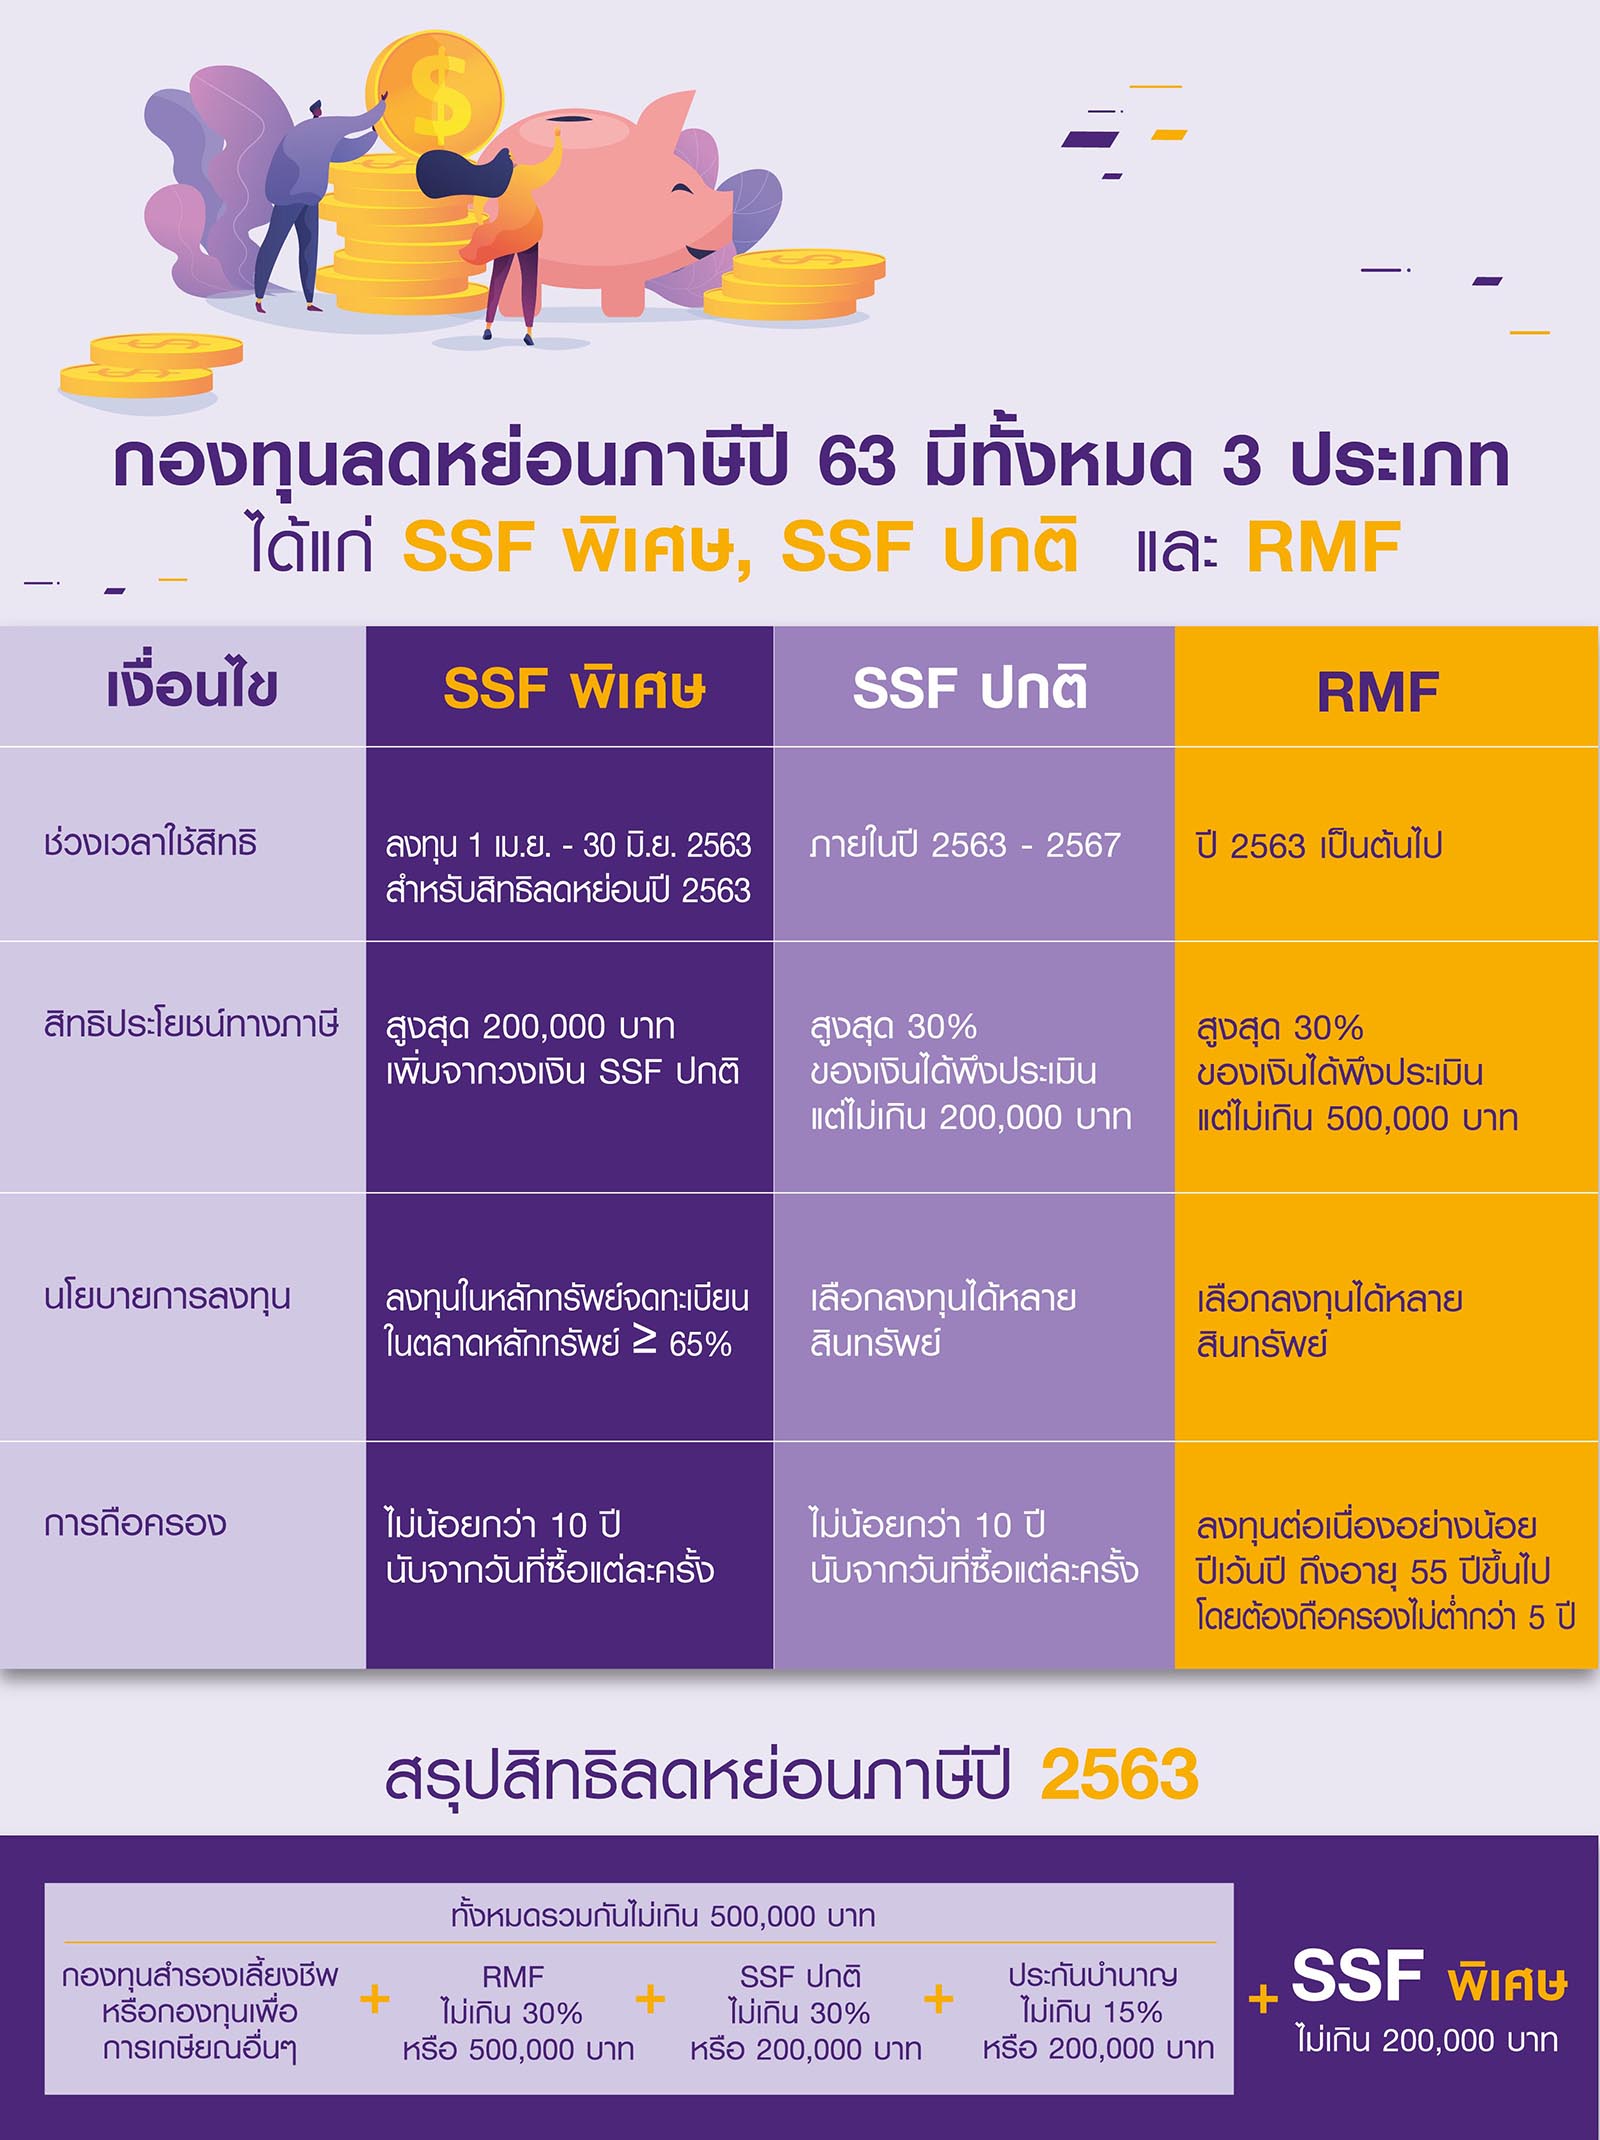 กองทุนลดหย่อนภาษีปี 63 มีทั้งหมด 3 ประเภท
ได้แก่ SSF พิเศษ, SSF ปกติ และ RMF
เงื่อนไข
SSF พิเศษ
SSF ปกติ
RMF
ช่วงเวลาใช้สิทธิ
ลงทุน 1 เม.ย. - 30 มิ.ย. 2563
สำหรับสิทธิลดหย่อนปี 2563
ภายในปี 2563 - 2567
ปี 2563 เป็นต้นไป
สิทธิประโยชน์ทางภาษี
สูงสุด 200,000 บาท
เพิ่มจากวงเงิน SSF ปกติ
สูงสุด 30%
ของเงินได้พึงประเมิน
แต่ไม่เกิน 200,000 บาท
สูงสุด 30%
ของเงินได้พึงประเมิน
แต่ไม่เกิน 500,000 บาท
นโยบายการลงทุน
ลงทุนในหลักทรัพย์จดทะเบียน
ในตลาดหลักทรัพย์ ≥ 65%
เลือกลงทุนได้หลาย
สินทรัพย์
เลือกลงทุนได้หลาย
สินทรัพย์
การถือครอง
ไม่น้อยกว่า 10 ปี
นับจากวันที่ซื้อแต่ละครั้ง
ไม่น้อยกว่า 10 ปี
นับจากวันที่ซื้อแต่ละครั้ง
ลงทุนต่อเนื่องอย่างน้อย
ปีเว้นปี ถึงอายุ 55 ปีขึ้นไป
โดยต้องถือครองไม่ต่ำกว่า 5 ปี
สรุปสิทธิลดหย่อนภาษีปี 2563
ทั้งหมดรวมกันไม่เกิน 500,000 บาท
กองทุนสำรองเลี้ยงชีพ
หรือกองทุนเพื่อ
การเกษียณอื่นๆ
+
RMF
ไม่เกิน 30%
หรือ 500,000 บาท
+
SSF ปกติ
ไม่เกิน 30%
หรือ 200,000 บาท
+
ประกันบำนาญ
ไม่เกิน 15%
หรือ 200,000 บาท
+ SSF พิเศษ
ไม่เกิน 200,000 บาท